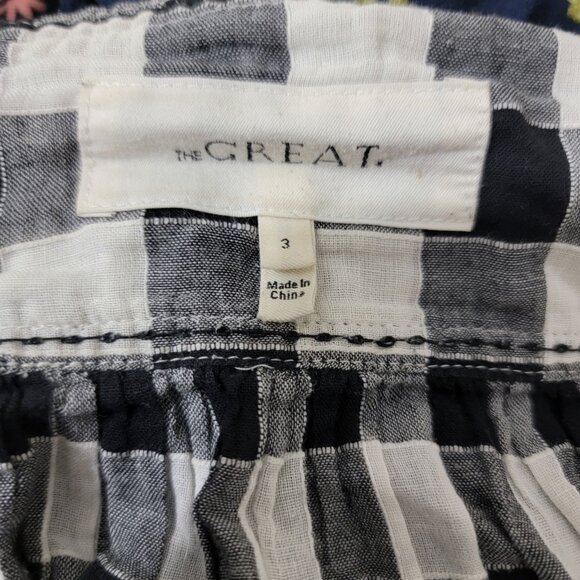 THE GREAT.
3
Made In
China